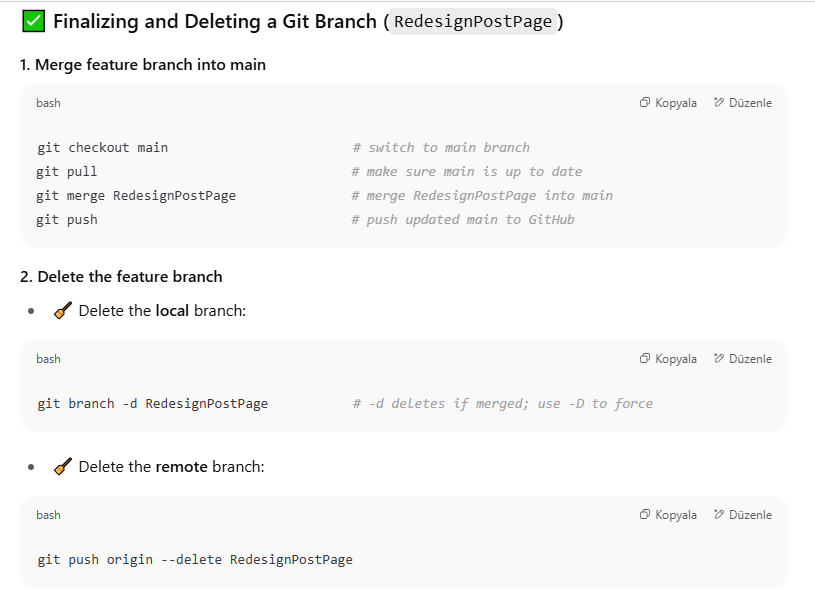 ✅ Finalizing and Deleting a Git Branch (RedesignPostPage)
1. Merge feature branch into main
bash Kopyala Düzenle
git checkout main # switch to main branch
git pull # make sure main is up to date
git merge RedesignPostPage # merge RedesignPostPage into main
git push # push updated main to GitHub
2. Delete the feature branch
• 🧹 Delete the local branch:
bash Kopyala Düzenle
git branch -d RedesignPostPage # -d deletes if merged; use -D to force
• 🧹 Delete the remote branch:
bash Kopyala Düzenle
git push origin --delete RedesignPostPage